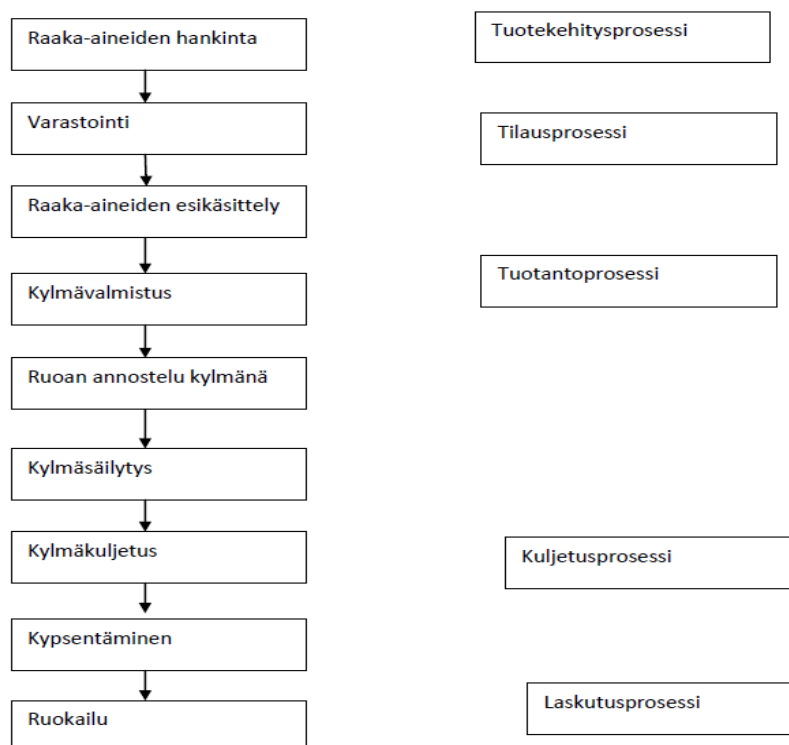 Raaka-aineiden hankinta
Varastointi
Raaka-aineiden esikäsittely
Kylmävalmistus
Ruoan annostelu kylmänä
Kylmäsäilytys
Kylmäkuljetus
Kypsentäminen
Ruokailu
Tuotekehitysprosessi
Tilausprosessi
Tuotantoprosessi
Kuljetusprosessi
Laskutusprosessi